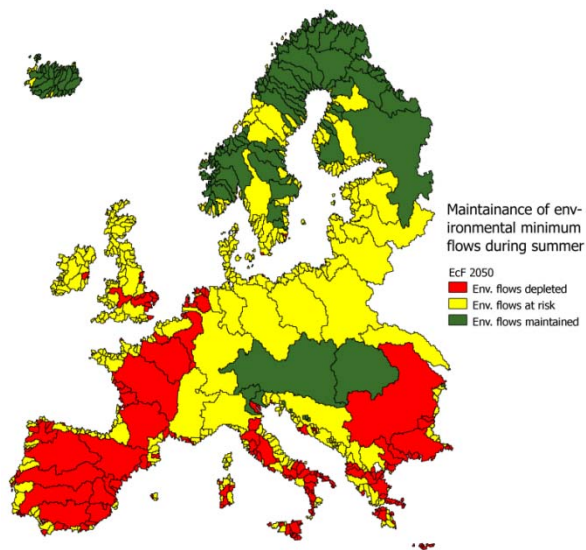 Maintainance of env-
ironmental minimum
flows during summer
EcF 2050
Env. flows depleted
Env. flows at risk
Env. flows maintained